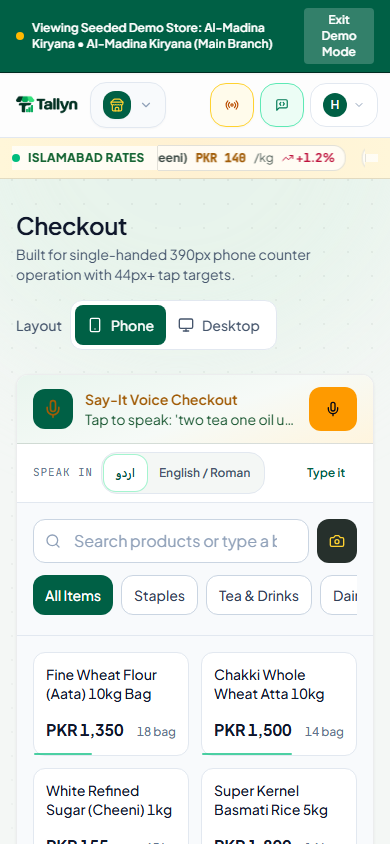 Viewing Seeded Demo Store: Al-Madina
Kiryana • Al-Madina Kiryana (Main Branch)
Exit
Demo
Mode
Tallyn
H
ISLAMABAD RATES
eeni) PKR 140 /kg +1.2%
Checkout
Built for single-handed 390px phone counter
operation with 44px+ tap targets.
Layout
Phone
Desktop
Say-It Voice Checkout
Tap to speak: 'two tea one oil u...
SPEAK IN
اردو
English / Roman
Type it
Search products or type a b
All Items
Staples
Tea & Drinks
Dair
Fine Wheat Flour
(Aata) 10kg Bag
PKR 1,350 18 bag
Chakki Whole
Wheat Atta 10kg
PKR 1,500 14 bag
White Refined
Sugar (Cheeni) 1kg
Super Kernel
Basmati Rice 5kg